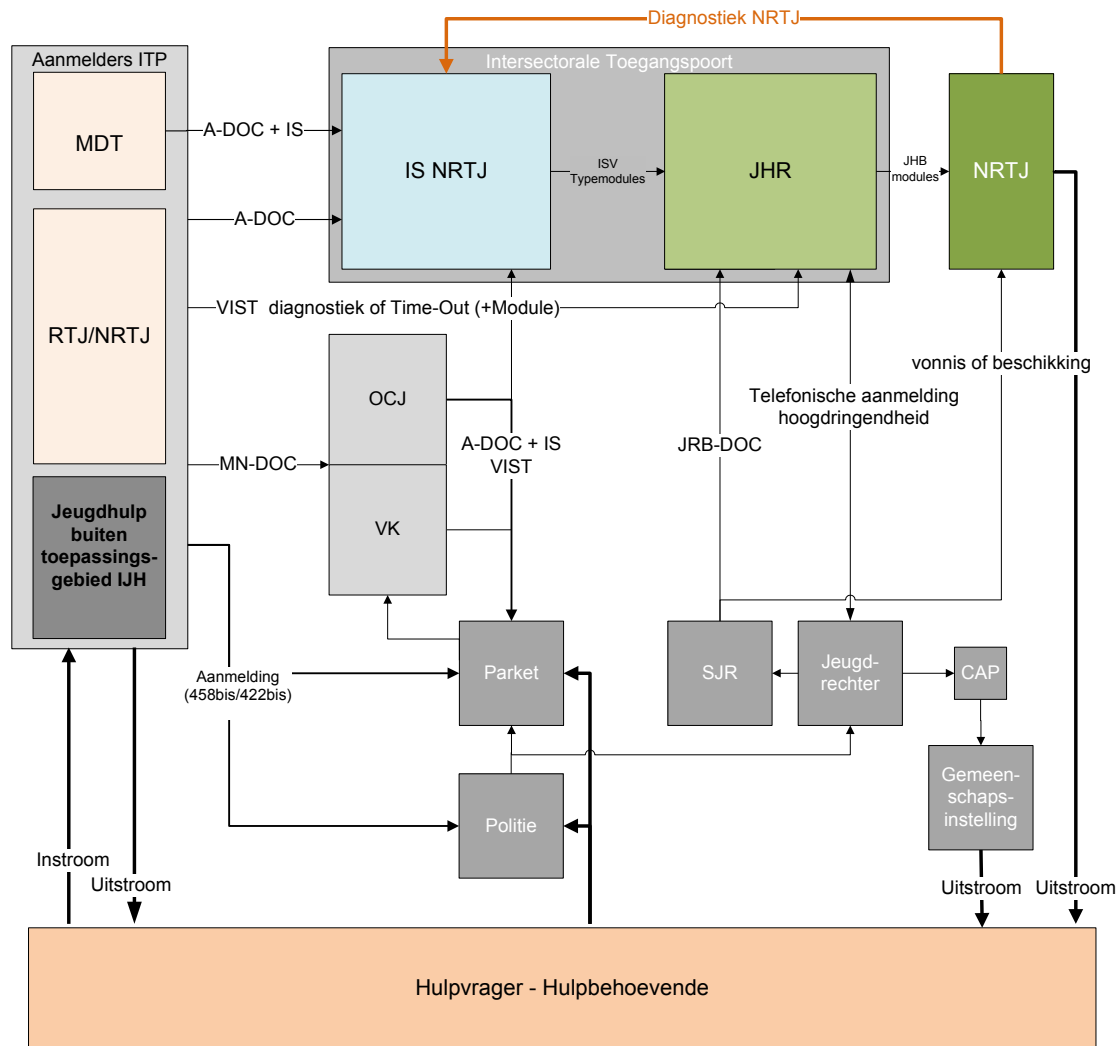 Diagnostiek NRTJ
Aanmelders ITP
Intersectorale Toegangspoort
MDT
A-DOC + IS
IS NRTJ
ISV
Typemodules
JHR
JHB
modules
NRTJ
A-DOC
RTJ/NRTJ
VIST diagnostiek of Time-Out (+Module)
vonnis of beschikking
OCJ
Telefonische aanmelding
hoogdringendheid
A-DOC + IS
VIST
JRB-DOC
MN-DOC
VK
Jeugdhulp
buiten
toepassings-
gebied IJH
Aanmelding
(458bis/422bis)
Parket
SJR
Jeugd-
rechter
CAP
Politie
Gemeen-
schaps-
instelling
Instroom
Uitstroom
Uitstroom
Uitstroom
Hulpvrager - Hulpbehoevende